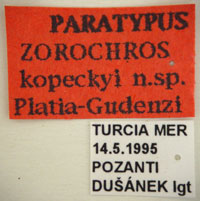 PARATYPUS
ZOROCHROS
kopeckyi n.sp.
Platia-Gudenzi
TURCIA MER
14.5.1995
POZANTI
DUŠÁNEK lgt